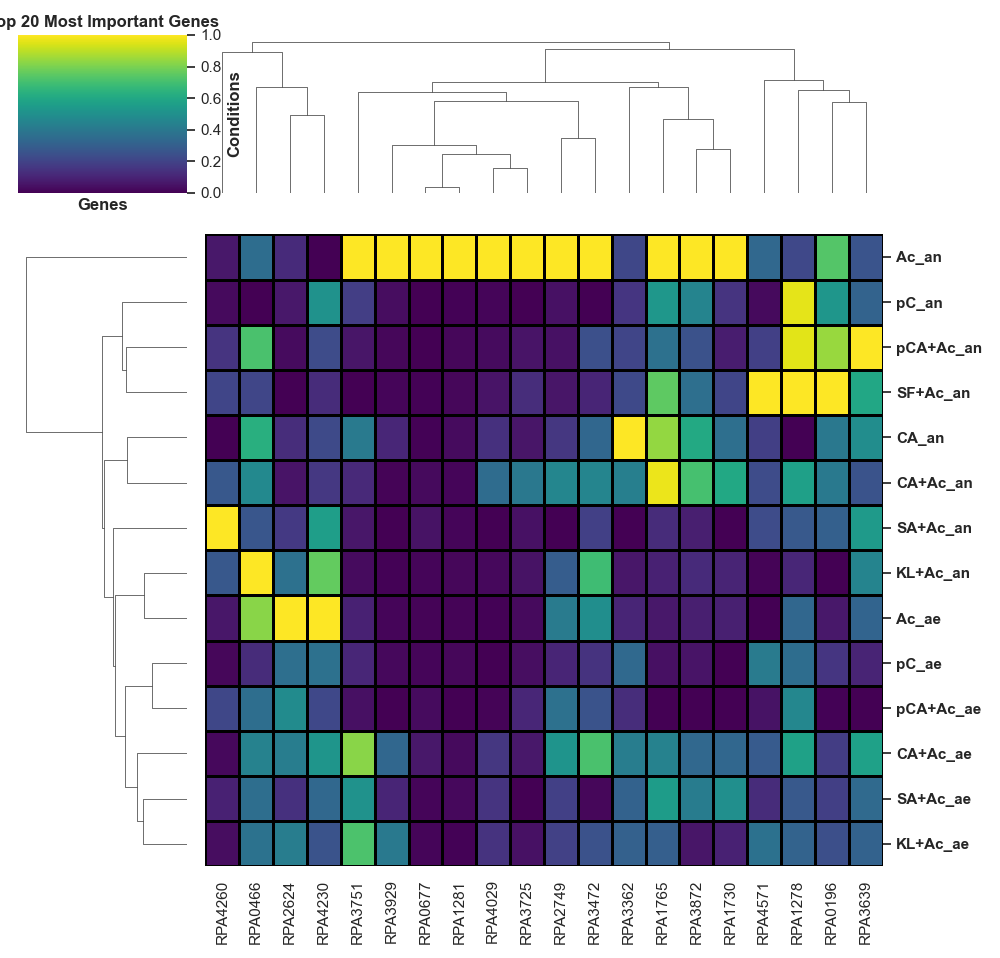 op 20 Most Important Genes
1.0
0.8
0.6
0.4
0.2
0.0
Conditions
Genes
Ac_an
pC_an
pCA+Ac_an
SF+Ac_an
CA_an
CA+Ac_an
SA+Ac_an
KL+Ac_an
Ac_ae
pC_ae
pCA+Ac_ae
CA+Ac_ae
SA+Ac_ae
KL+Ac_ae
RPA4260
RPA0466
RPA2624
RPA4230
RPA3751
RPA3929
RPA0677
RPA1281
RPA4029
RPA3725
RPA2749
RPA3472
RPA3362
RPA1765
RPA3872
RPA1730
RPA4571
RPA1278
RPA0196
RPA3639